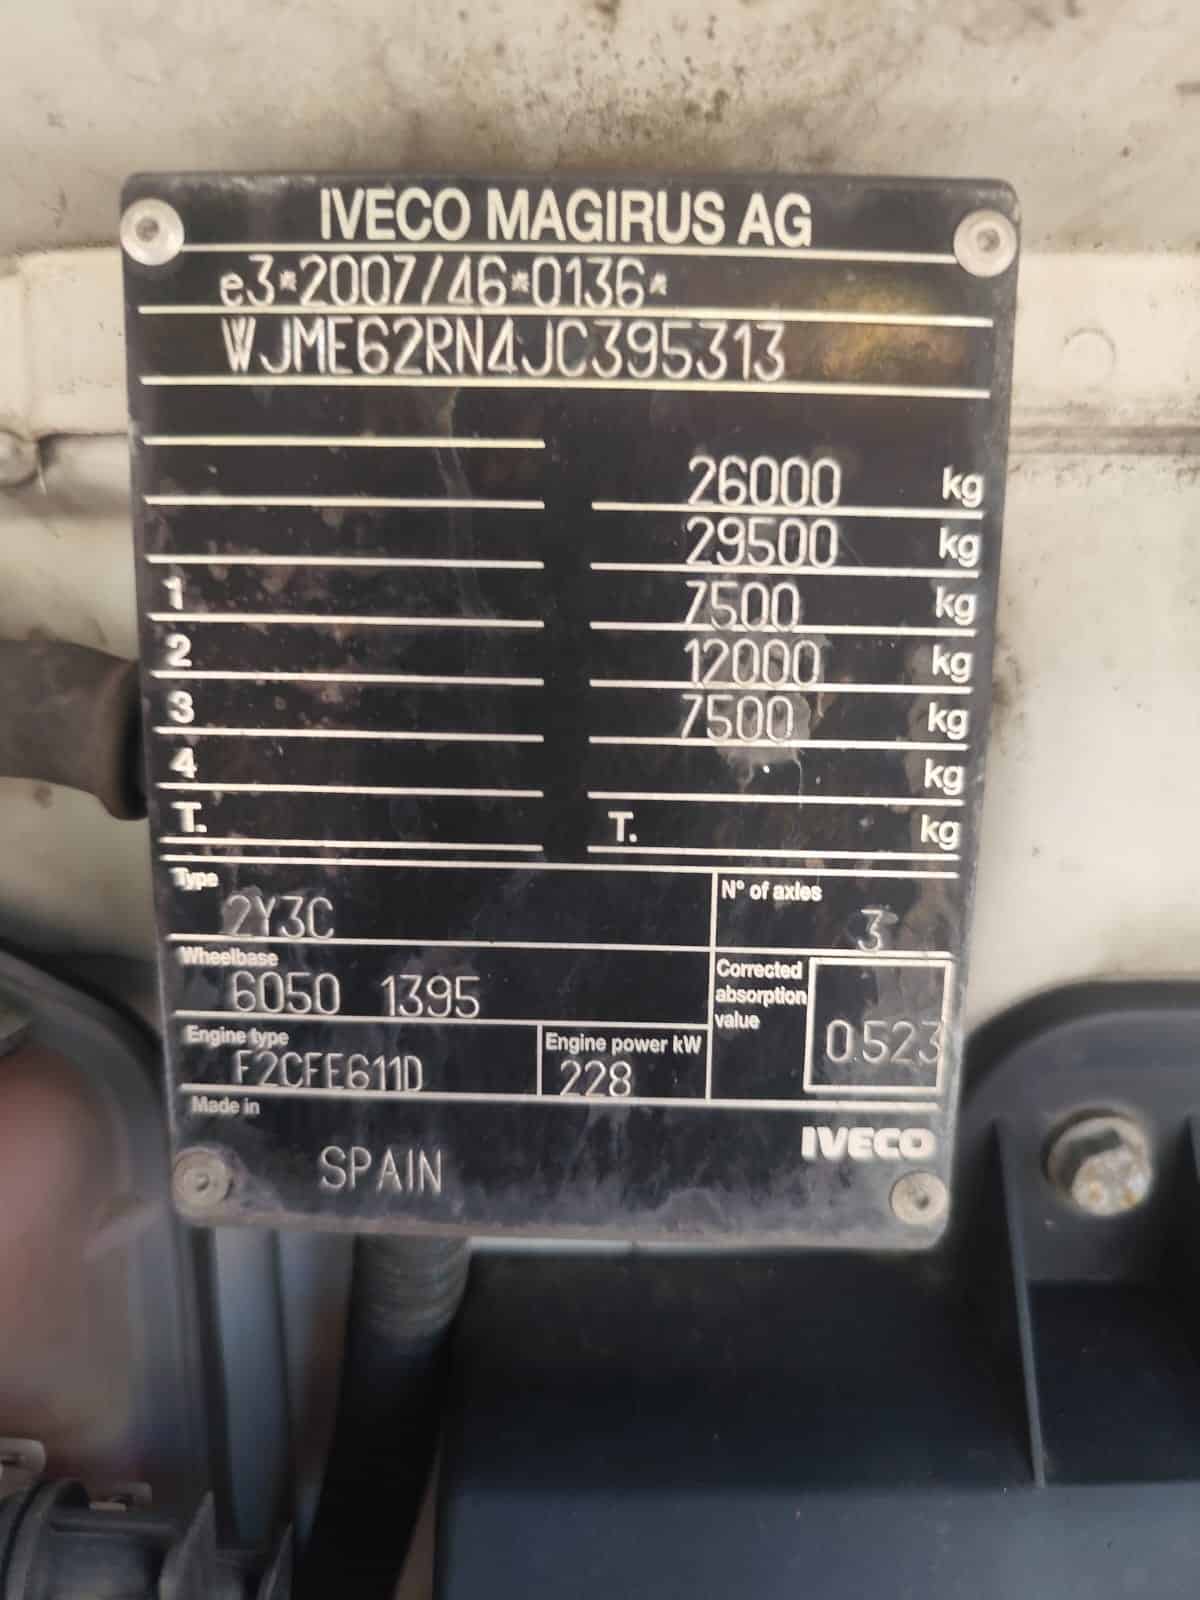 IVECO MAGIRUS AG
e3*2007/46*0136*
WJME62RN4JC395313
26000 kg
29500 kg
1 7500 kg
2 12000 kg
3 7500 kg
4 kg
T. T. kg
Type
2Y3C
N° of axles
3
Wheelbase
6050 1395
Corrected
absorption
value
0.523
Engine type
F2CFE611D
Engine power kW
228
Made in
SPAIN
IVECO